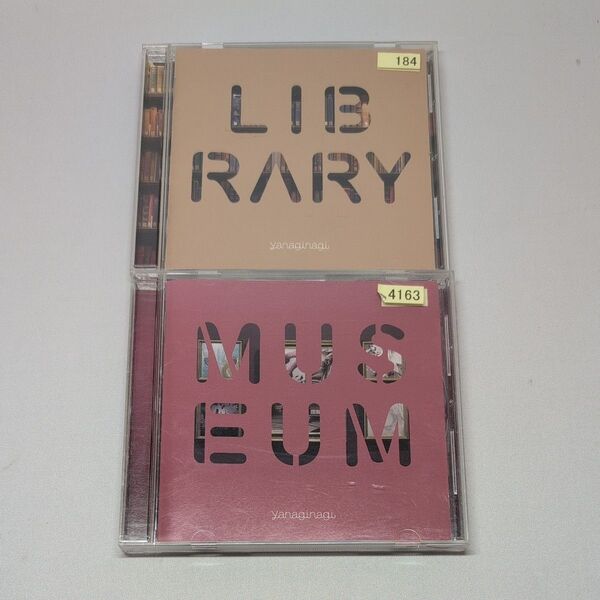 184
LIB
RARY
yanaginagi
4163
MUS
EUM
yanaginagi